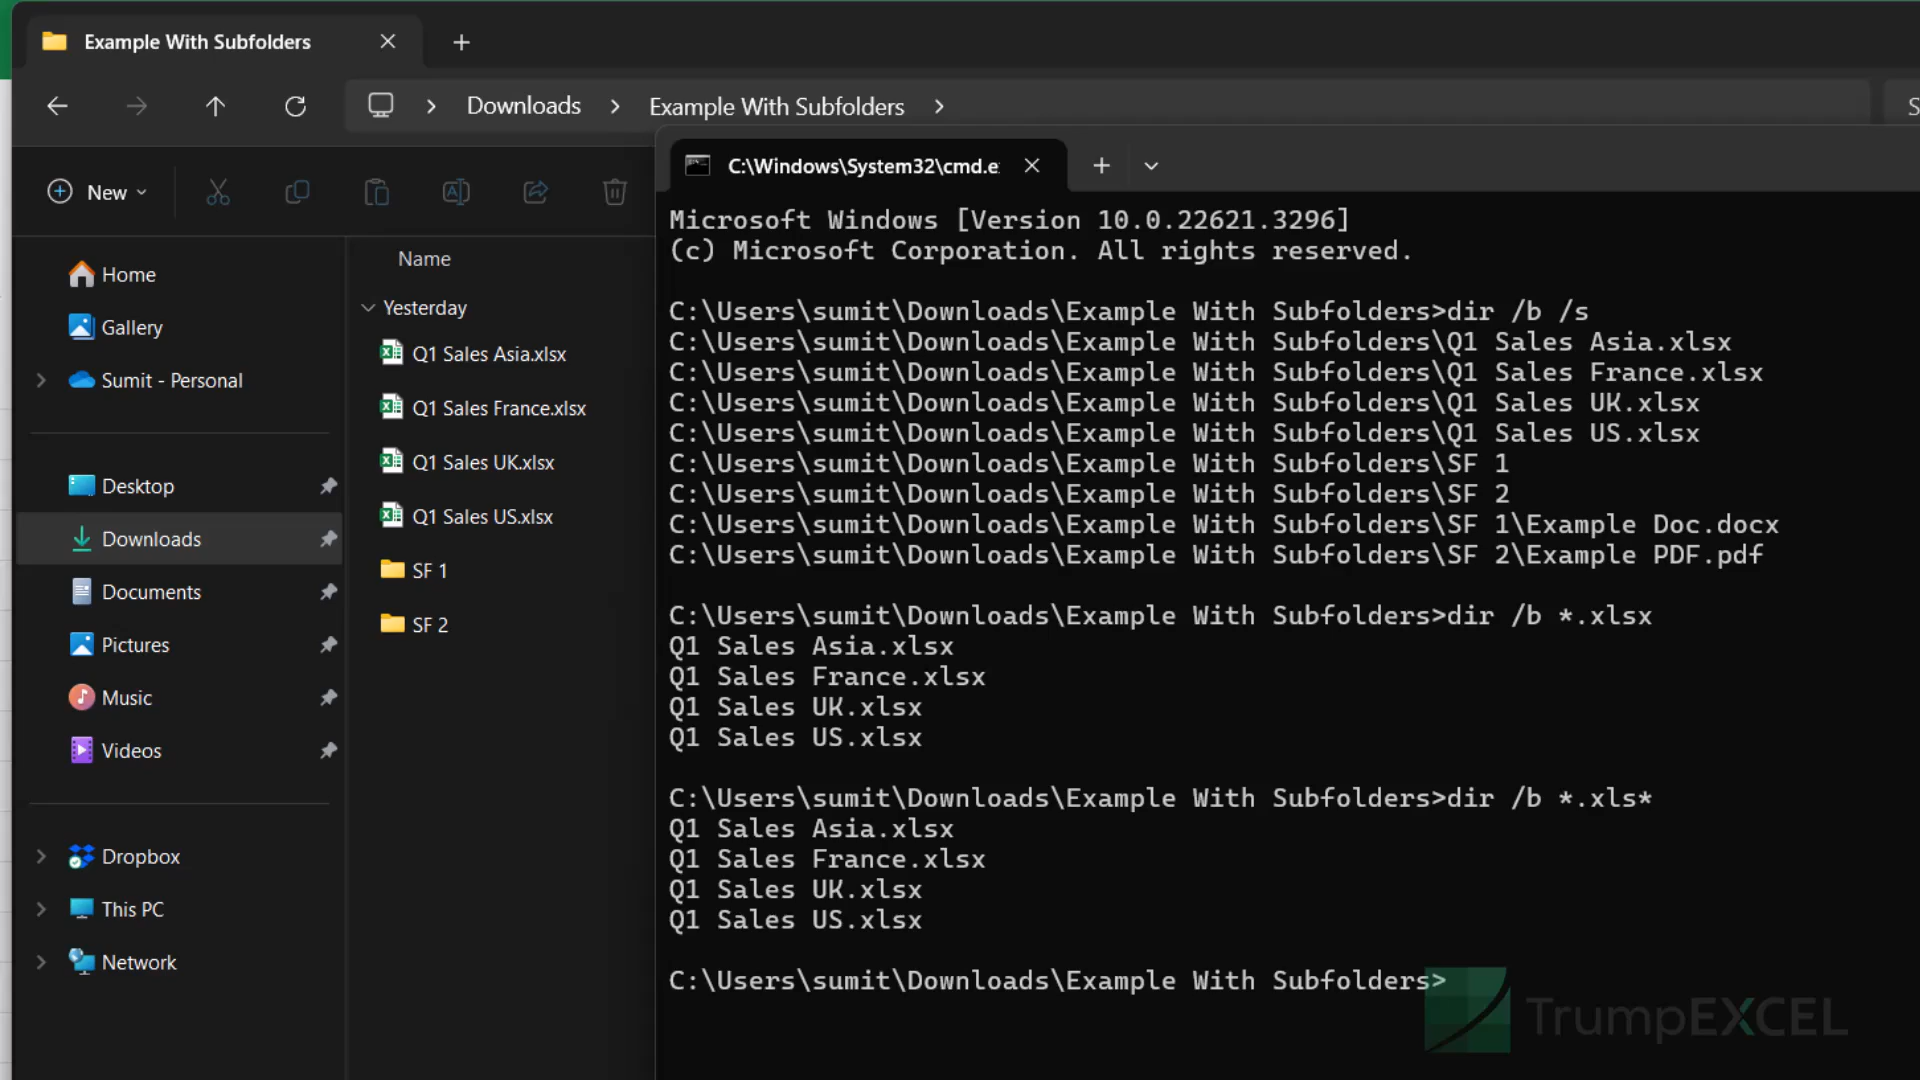 Example With Subfolders
Downloads
Example With Subfolders
S
New
Home
Gallery
Sumit - Personal
Desktop
Downloads
Documents
Pictures
Music
Videos
Dropbox
This PC
Network
Name
Yesterday
Q1 Sales Asia.xlsx
Q1 Sales France.xlsx
Q1 Sales UK.xlsx
Q1 Sales US.xlsx
SF 1
SF 2
C:\Windows\System32\cmd.e
Microsoft Windows [Version 10.0.22621.3296]
(c) Microsoft Corporation. All rights reserved.
C:\Users\sumit\Downloads\Example With Subfolders>dir /b /s
C:\Users\sumit\Downloads\Example With Subfolders\Q1 Sales Asia.xlsx
C:\Users\sumit\Downloads\Example With Subfolders\Q1 Sales France.xlsx
C:\Users\sumit\Downloads\Example With Subfolders\Q1 Sales UK.xlsx
C:\Users\sumit\Downloads\Example With Subfolders\Q1 Sales US.xlsx
C:\Users\sumit\Downloads\Example With Subfolders\SF 1
C:\Users\sumit\Downloads\Example With Subfolders\SF 2
C:\Users\sumit\Downloads\Example With Subfolders\SF 1\Example Doc.docx
C:\Users\sumit\Downloads\Example With Subfolders\SF 2\Example PDF.pdf
C:\Users\sumit\Downloads\Example With Subfolders>dir /b *.xlsx
Q1 Sales Asia.xlsx
Q1 Sales France.xlsx
Q1 Sales UK.xlsx
Q1 Sales US.xlsx
C:\Users\sumit\Downloads\Example With Subfolders>dir /b *.xls*
Q1 Sales Asia.xlsx
Q1 Sales France.xlsx
Q1 Sales UK.xlsx
Q1 Sales US.xlsx
C:\Users\sumit\Downloads\Example With Subfolders>
TrumpEXCEL